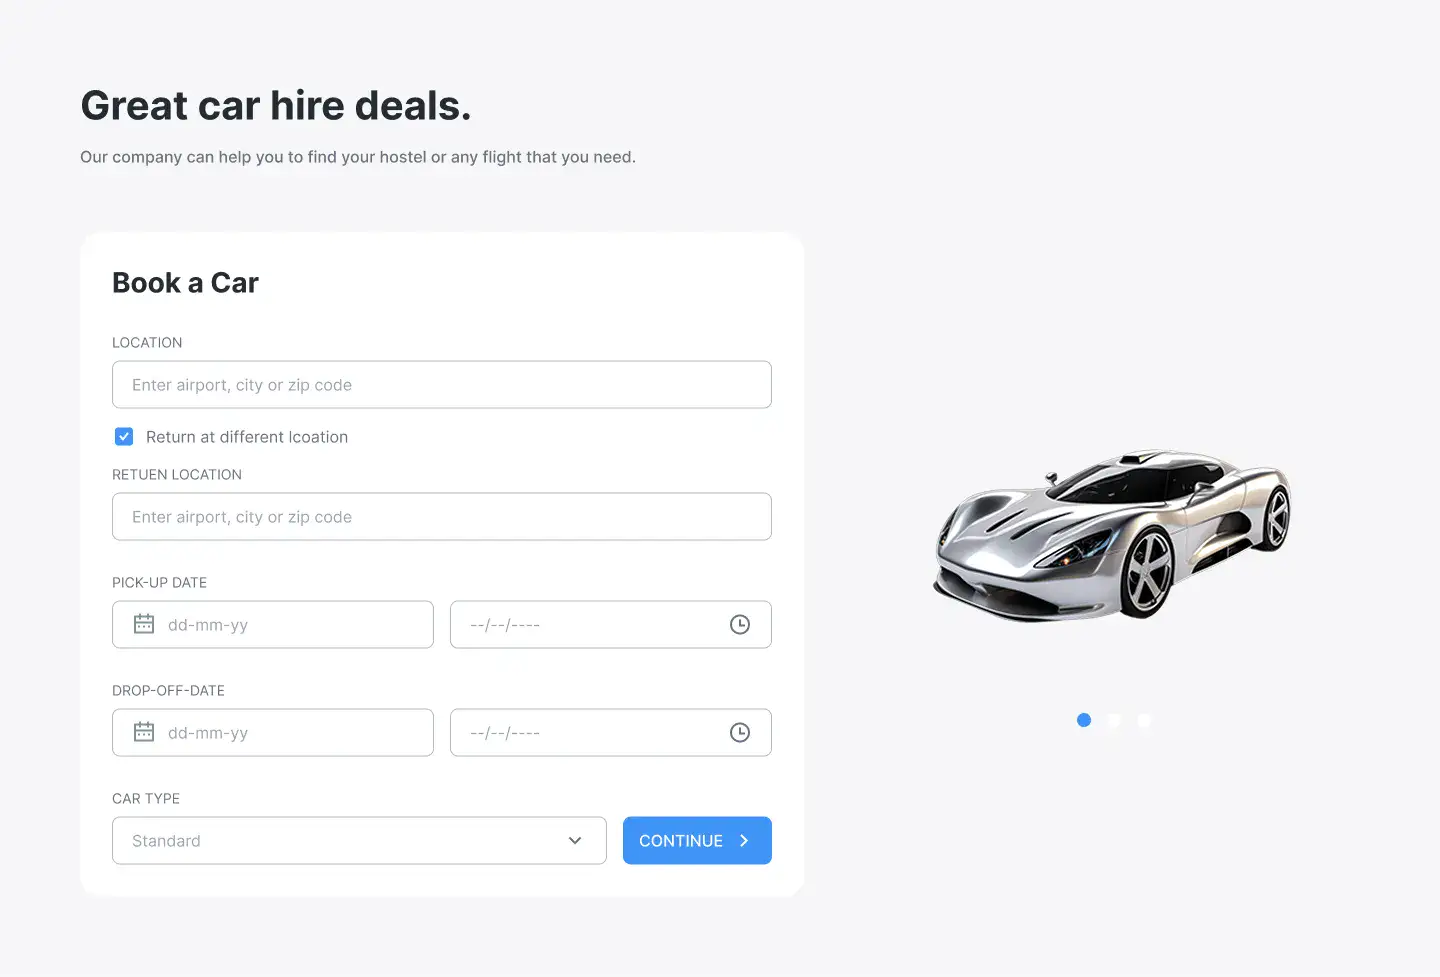 Great car hire deals.
Our company can help you to find your hostel or any flight that you need.
Book a Car
LOCATION
Enter airport, city or zip code
Return at different lcoation
RETUEN LOCATION
Enter airport, city or zip code
PICK-UP DATE
dd-mm-yy
--/--/----
DROP-OFF-DATE
dd-mm-yy
--/--/----
CAR TYPE
Standard
CONTINUE